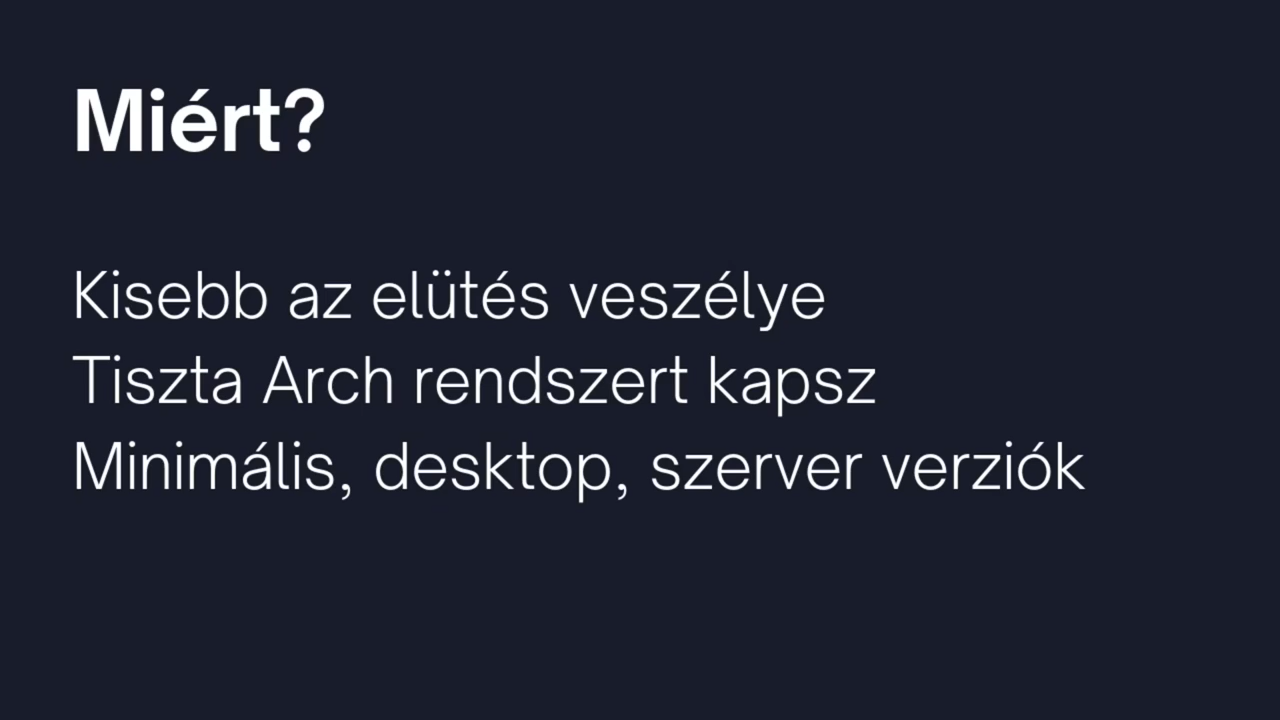 Miért?
Kisebb az elütés veszélye
Tiszta Arch rendszert kapsz
Minimális, desktop, szerver verziók